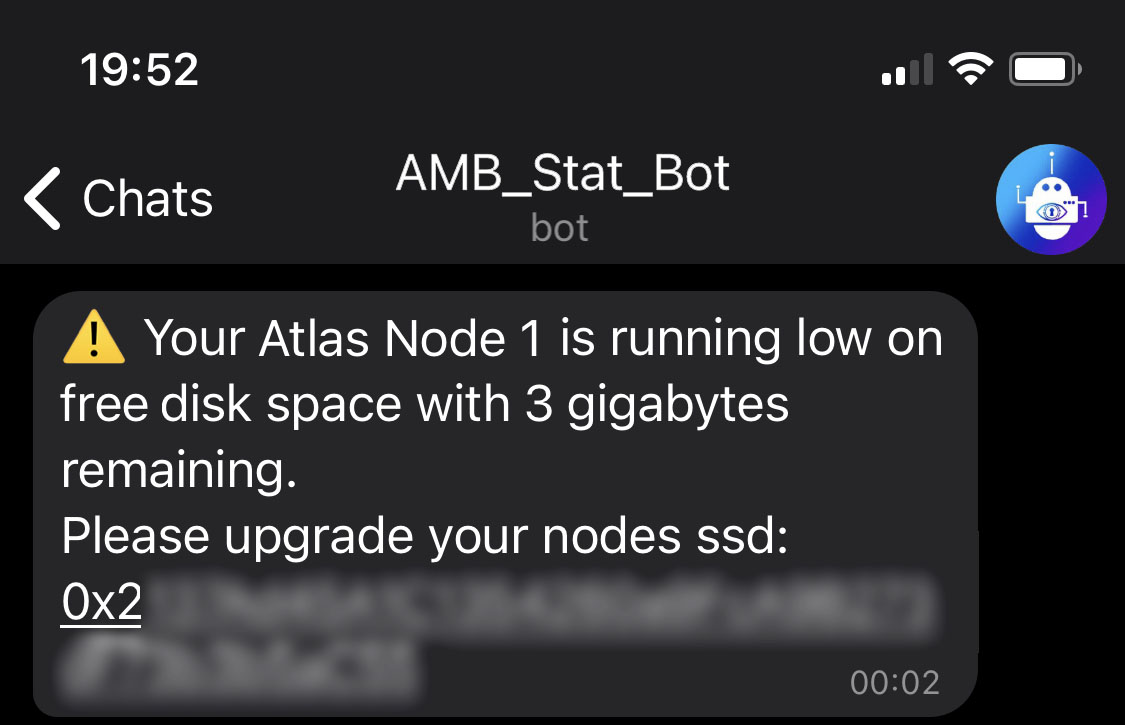 19:52
Chats
AMB_Stat_Bot
bot
⚠️ Your Atlas Node 1 is running low on
free disk space with 3 gigabytes
remaining.
Please upgrade your nodes ssd:
0x2
00:02